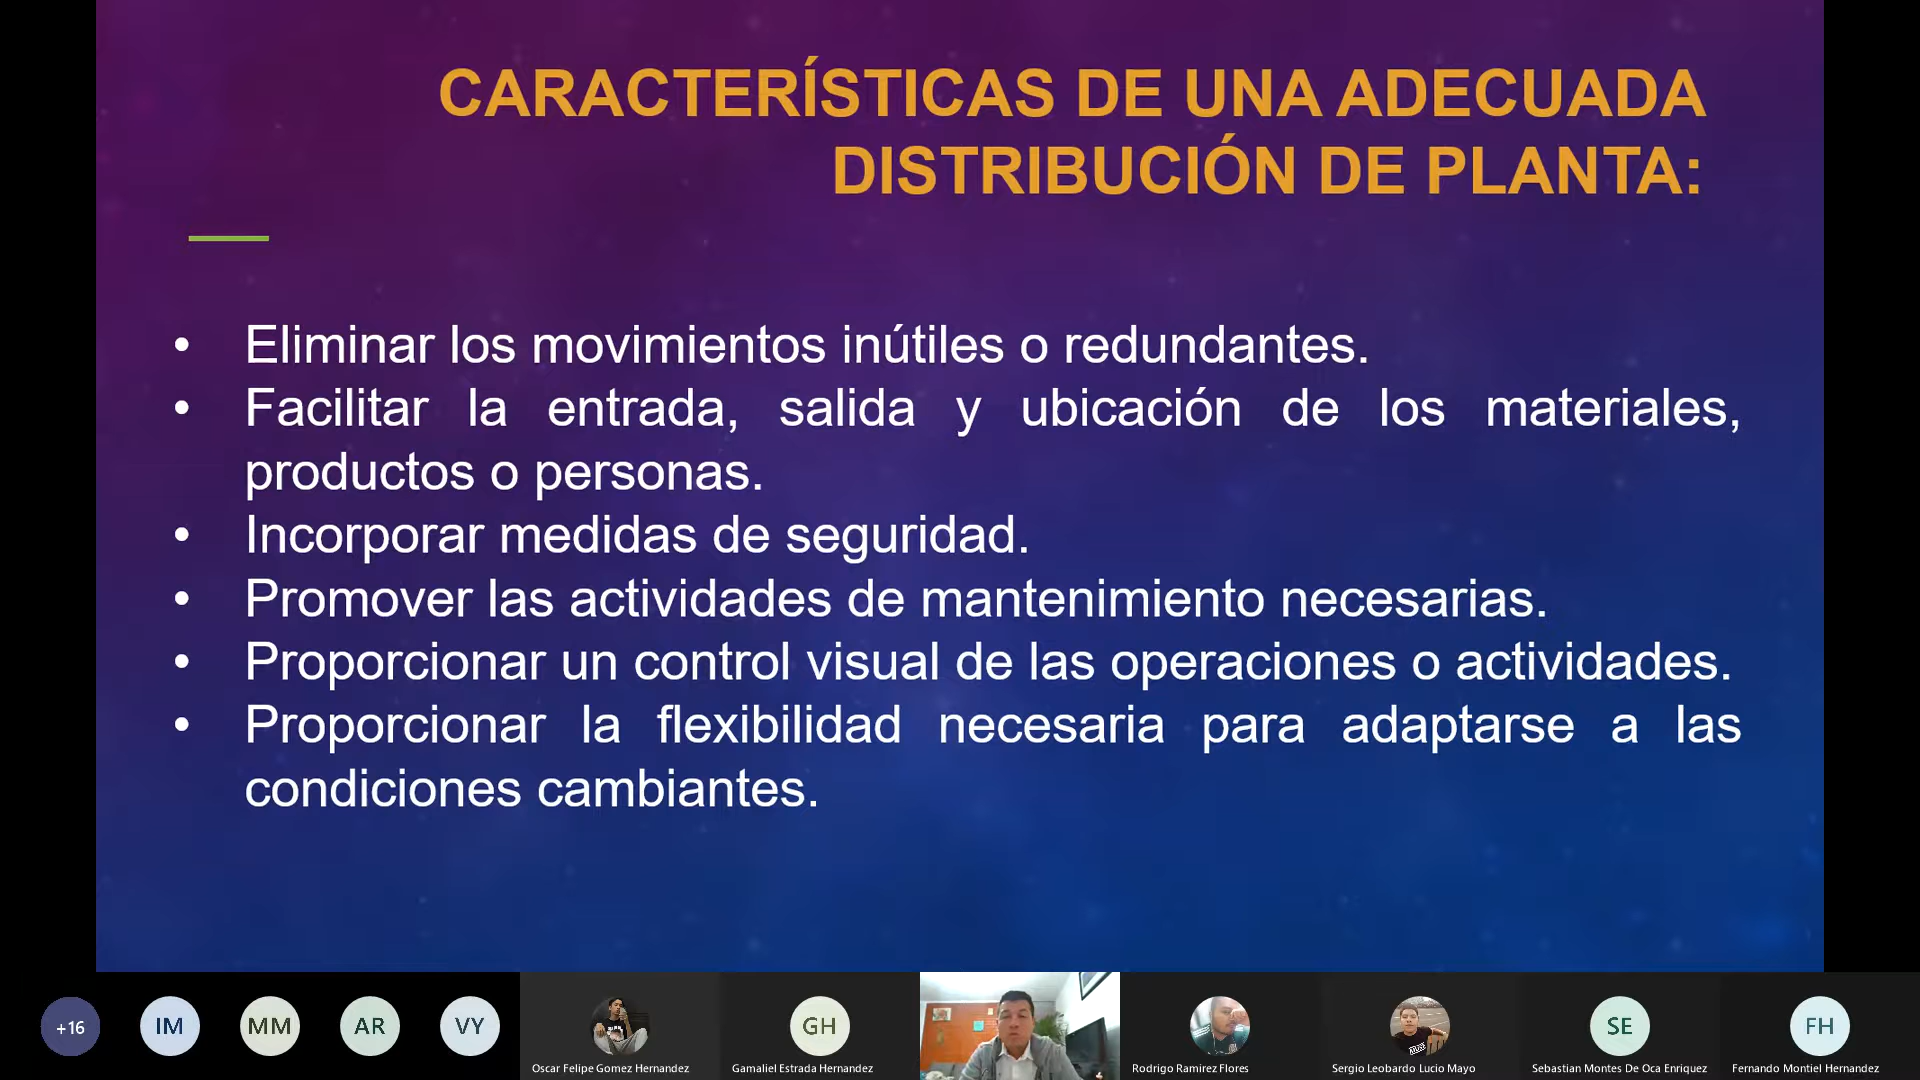 CARACTERÍSTICAS DE UNA ADECUADA
DISTRIBUCIÓN DE PLANTA:
• Eliminar los movimientos inútiles o redundantes.
• Facilitar la entrada, salida y ubicación de los materiales,
productos o personas.
• Incorporar medidas de seguridad.
• Promover las actividades de mantenimiento necesarias.
• Proporcionar un control visual de las operaciones o actividades.
• Proporcionar la flexibilidad necesaria para adaptarse a las
condiciones cambiantes.
+16
IM
MM
AR
VY
Oscar Felipe Gomez Hernandez
GH
Gamaliel Estrada Hernandez
Rodrigo Ramirez Flores
Sergio Leobardo Lucio Mayo
SE
Sebastian Montes De Oca Enriquez
FH
Fernando Montiel Hernandez